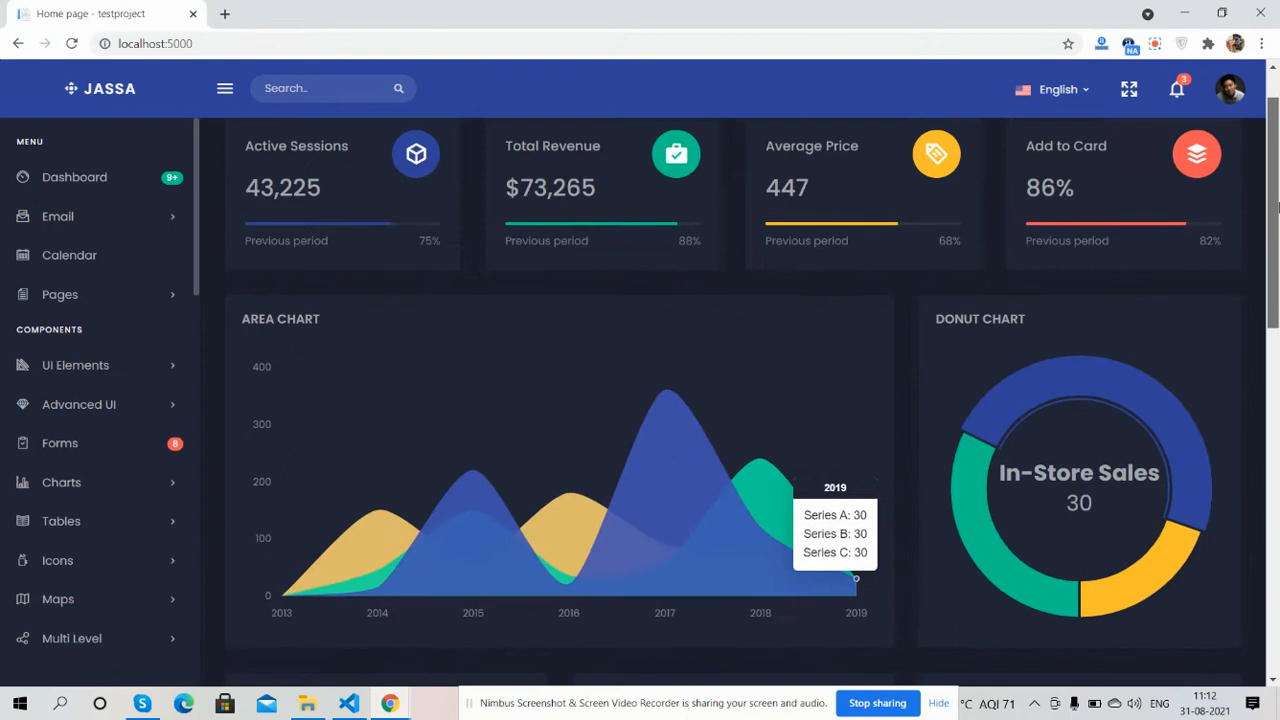 Home page - testproject
localhost:5000
NA
JASSA
Search..
English
3
MENU
Dashboard
9+
Email
Calendar
Pages
COMPONENTS
UI Elements
Advanced UI
Forms
8
Charts
Tables
Icons
Maps
Multi Level
Active Sessions
43,225
Previous period
75%
Total Revenue
$73,265
Previous period
88%
Average Price
447
Previous period
68%
Add to Card
86%
Previous period
82%
AREA CHART
400
300
200
100
0
2013
2014
2015
2016
2017
2018
2019
2019
Series A: 30
Series B: 30
Series C: 30
DONUT CHART
In-Store Sales
30
Nimbus Screenshot & Screen Video Recorder is sharing your screen and audio.
Stop sharing
Hide
°C AQI 71
ENG
11:12
31-08-2021